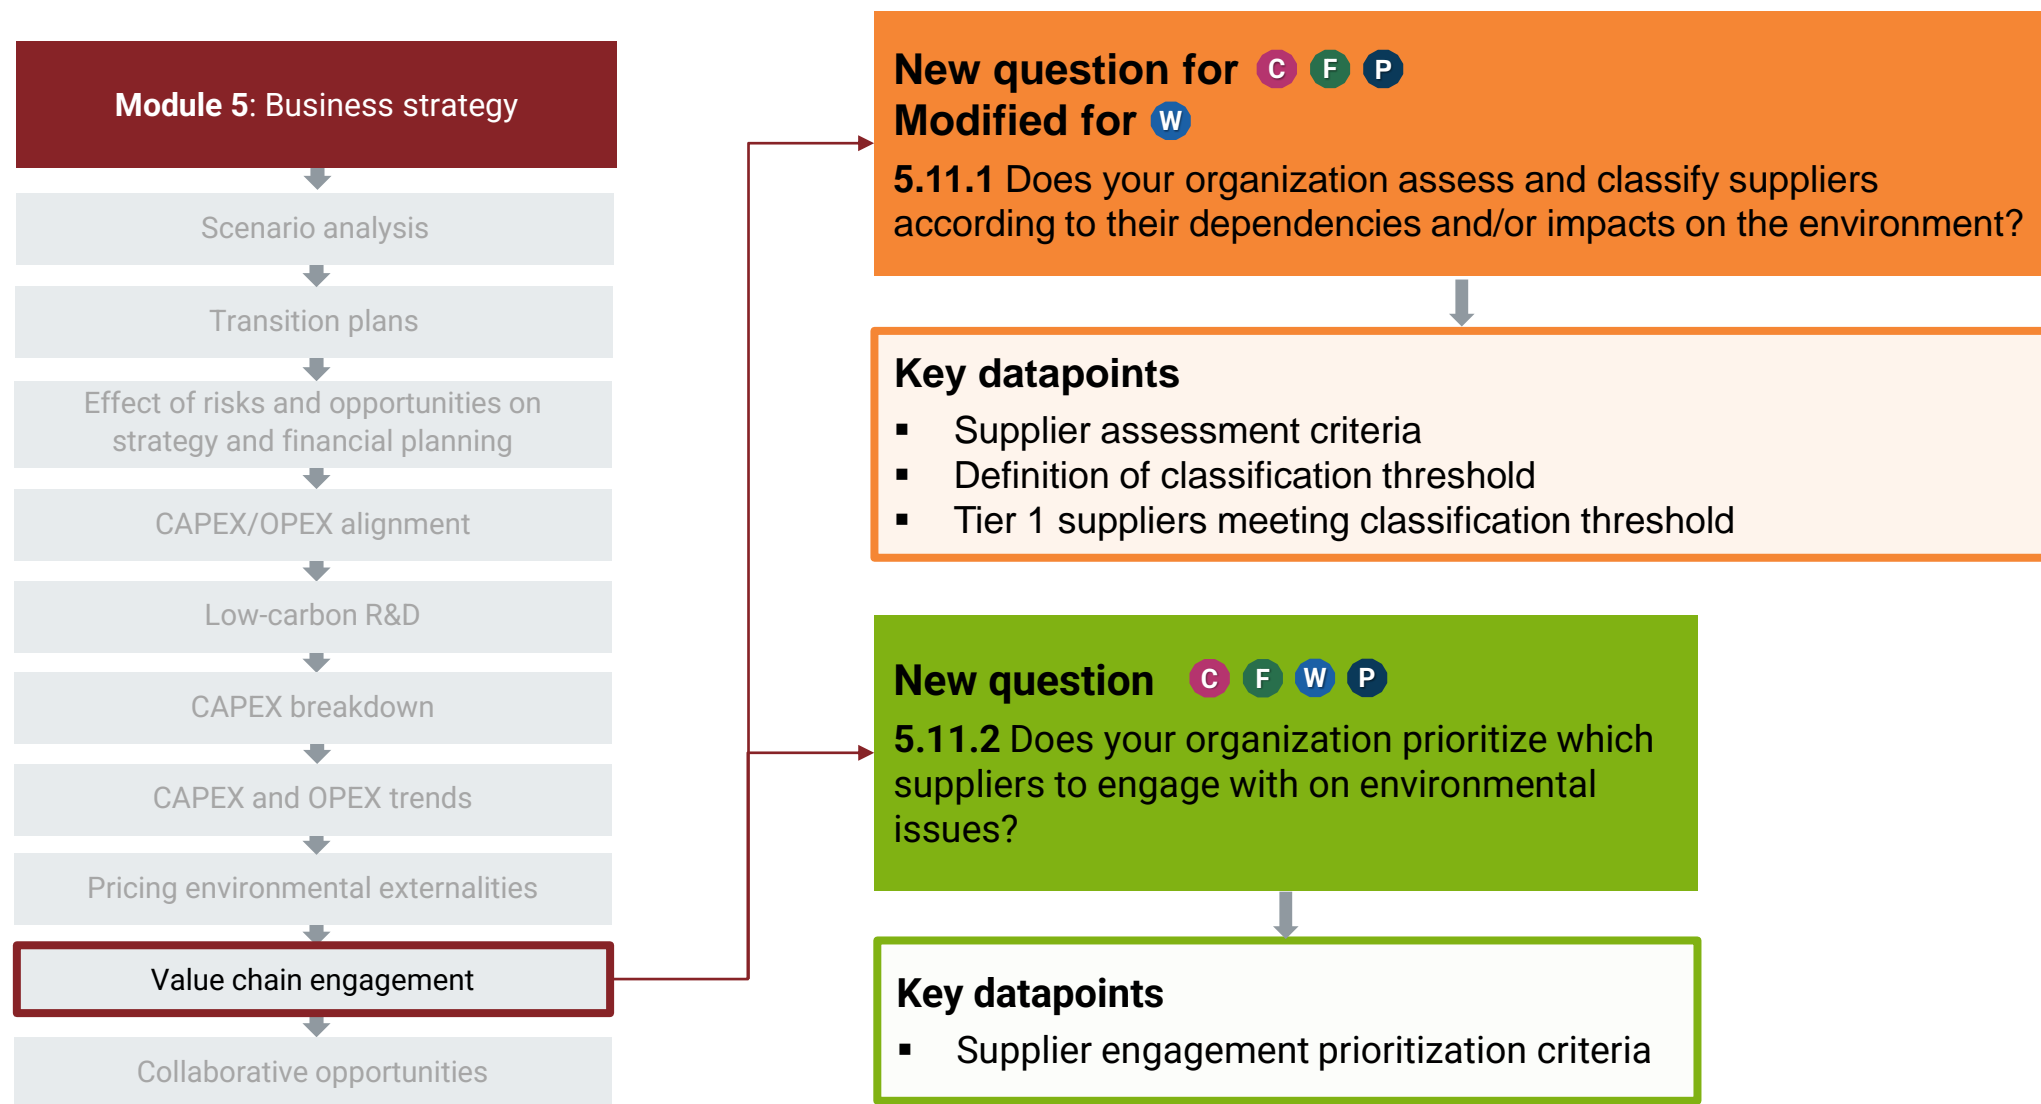 Module 5: Business strategy
Scenario analysis
Transition plans
Effect of risks and opportunities on
strategy and financial planning
CAPEX/OPEX alignment
Low-carbon R&D
CAPEX breakdown
CAPEX and OPEX trends
Pricing environmental externalities
Value chain engagement
Collaborative opportunities
New question for C F P
Modified for W
5.11.1 Does your organization assess and classify suppliers
according to their dependencies and/or impacts on the environment?
Key datapoints
▪ Supplier assessment criteria
▪ Definition of classification threshold
▪ Tier 1 suppliers meeting classification threshold
New question C F W P
5.11.2 Does your organization prioritize which
suppliers to engage with on environmental
issues?
Key datapoints
▪ Supplier engagement prioritization criteria